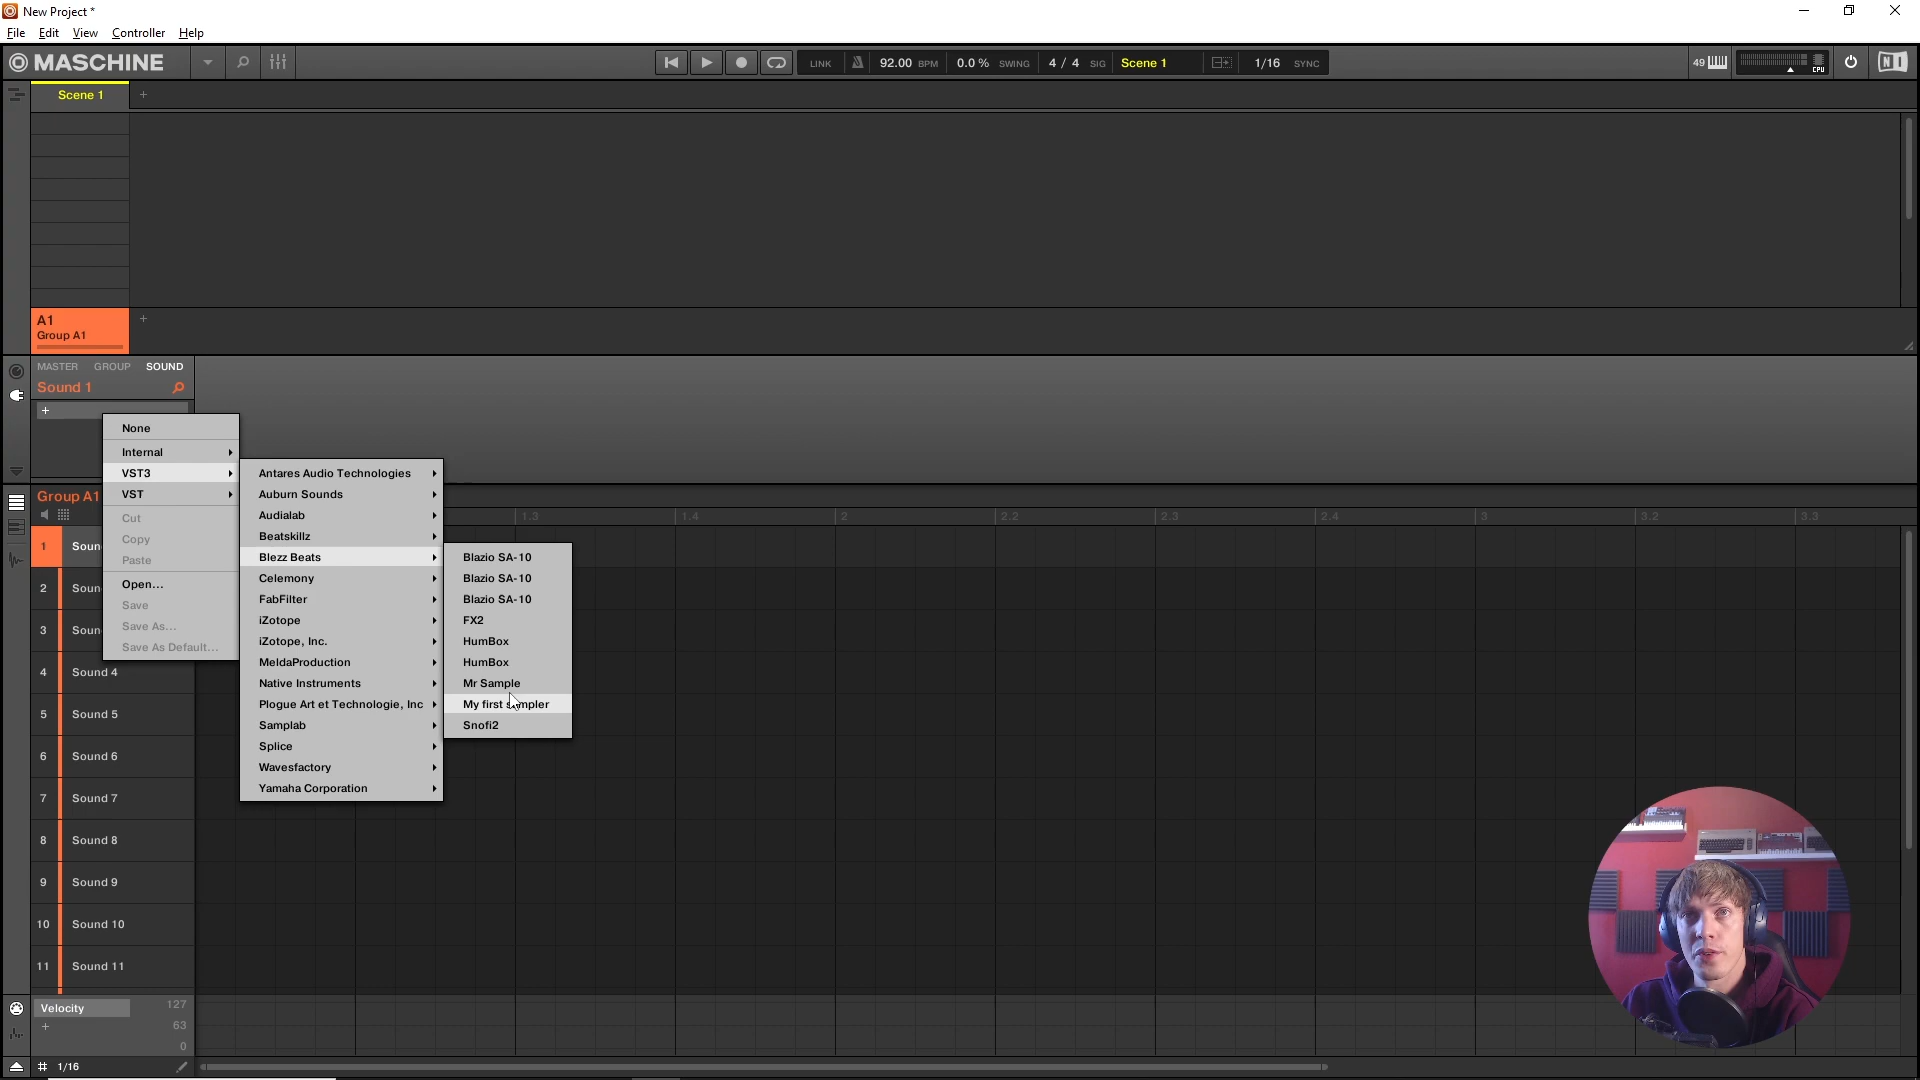 New Project *
File Edit View Controller Help
MASCHINE
LINK 92.00 BPM 0.0 % SWING 4 / 4 SIG Scene 1 1/16 SYNC
49 CPU NI
Scene 1 +
A1 +
Group A1
MASTER GROUP SOUND
Sound 1
+
None
Internal
VST3
VST
Cut
Copy
Paste
Open...
Save
Save As...
Save As Default...
Antares Audio Technologies
Auburn Sounds
Audialab
Beatskillz
Blezz Beats
Celemony
FabFilter
iZotope
iZotope, Inc.
MeldaProduction
Native Instruments
Plogue Art et Technologie, Inc
Samplab
Splice
Wavesfactory
Yamaha Corporation
Blazio SA-10
Blazio SA-10
Blazio SA-10
FX2
HumBox
HumBox
Mr Sample
My first sampler
Snofi2
Group A1
1.3 1.4 2 2.2 2.3 2.4 3 3.2 3.3
1 Soun
2 Soun
3 Soun
4 Sound 4
5 Sound 5
6 Sound 6
7 Sound 7
8 Sound 8
9 Sound 9
10 Sound 10
11 Sound 11
Velocity 127
+ 63
0
1/16